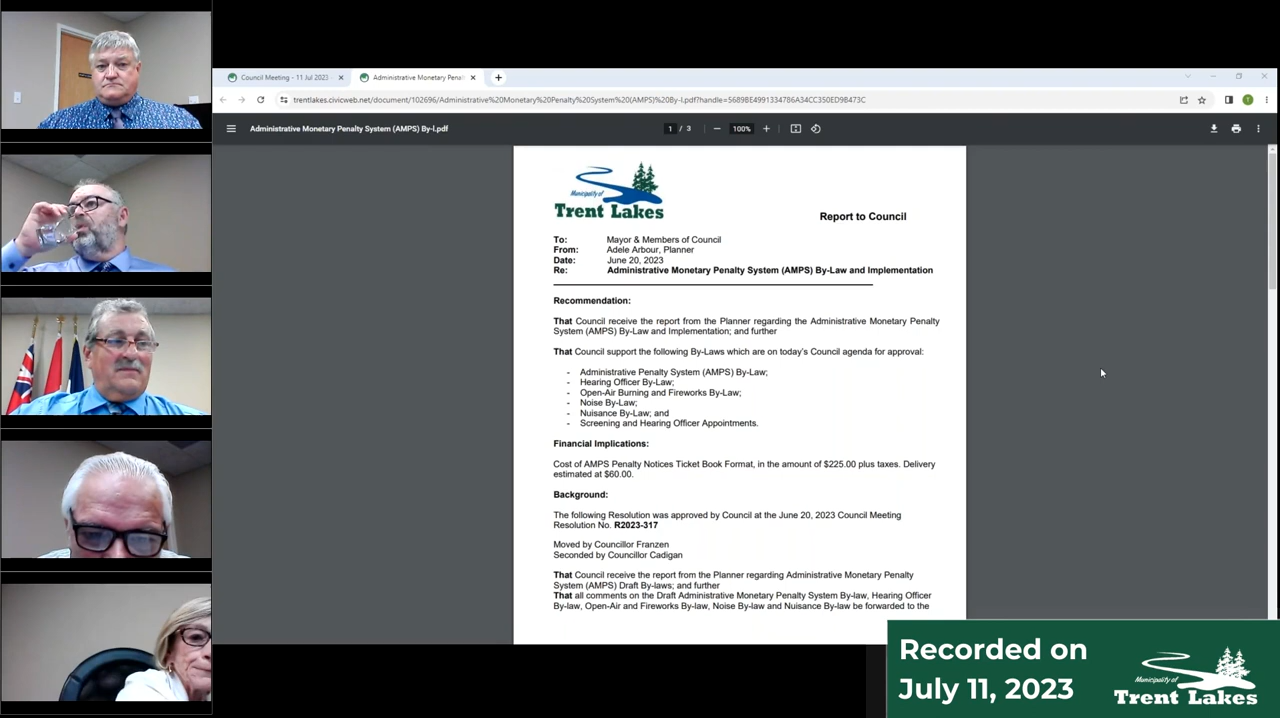 Council Meeting - 11 Jul 2023
Administrative Monetary Penal
trentlakes.civicweb.net/document/102696/Administrative%20Monetary%20Penalty%20System%20(AMPS)%20By-l.pdf?handle=5689BE4991334786A34CC350ED9B473C
Administrative Monetary Penalty System (AMPS) By-l.pdf
1 / 3
100%
Municipality of
Trent Lakes
Report to Council
To: Mayor & Members of Council
From: Adele Arbour, Planner
Date: June 20, 2023
Re: Administrative Monetary Penalty System (AMPS) By-Law and Implementation
Recommendation:
That Council receive the report from the Planner regarding the Administrative Monetary Penalty
System (AMPS) By-Law and Implementation; and further
That Council support the following By-Laws which are on today's Council agenda for approval:
- Administrative Penalty System (AMPS) By-Law;
- Hearing Officer By-Law;
- Open-Air Burning and Fireworks By-Law;
- Noise By-Law;
- Nuisance By-Law; and
- Screening and Hearing Officer Appointments.
Financial Implications:
Cost of AMPS Penalty Notices Ticket Book Format, in the amount of $225.00 plus taxes. Delivery
estimated at $60.00.
Background:
The following Resolution was approved by Council at the June 20, 2023 Council Meeting
Resolution No. R2023-317
Moved by Councillor Franzen
Seconded by Councillor Cadigan
That Council receive the report from the Planner regarding Administrative Monetary Penalty
System (AMPS) Draft By-laws; and further
That all comments on the Draft Administrative Monetary Penalty System By-law, Hearing Officer
By-law, Open-Air and Fireworks By-law, Noise By-law and Nuisance By-law be forwarded to the
Recorded on
July 11, 2023
Municipality of
Trent Lakes